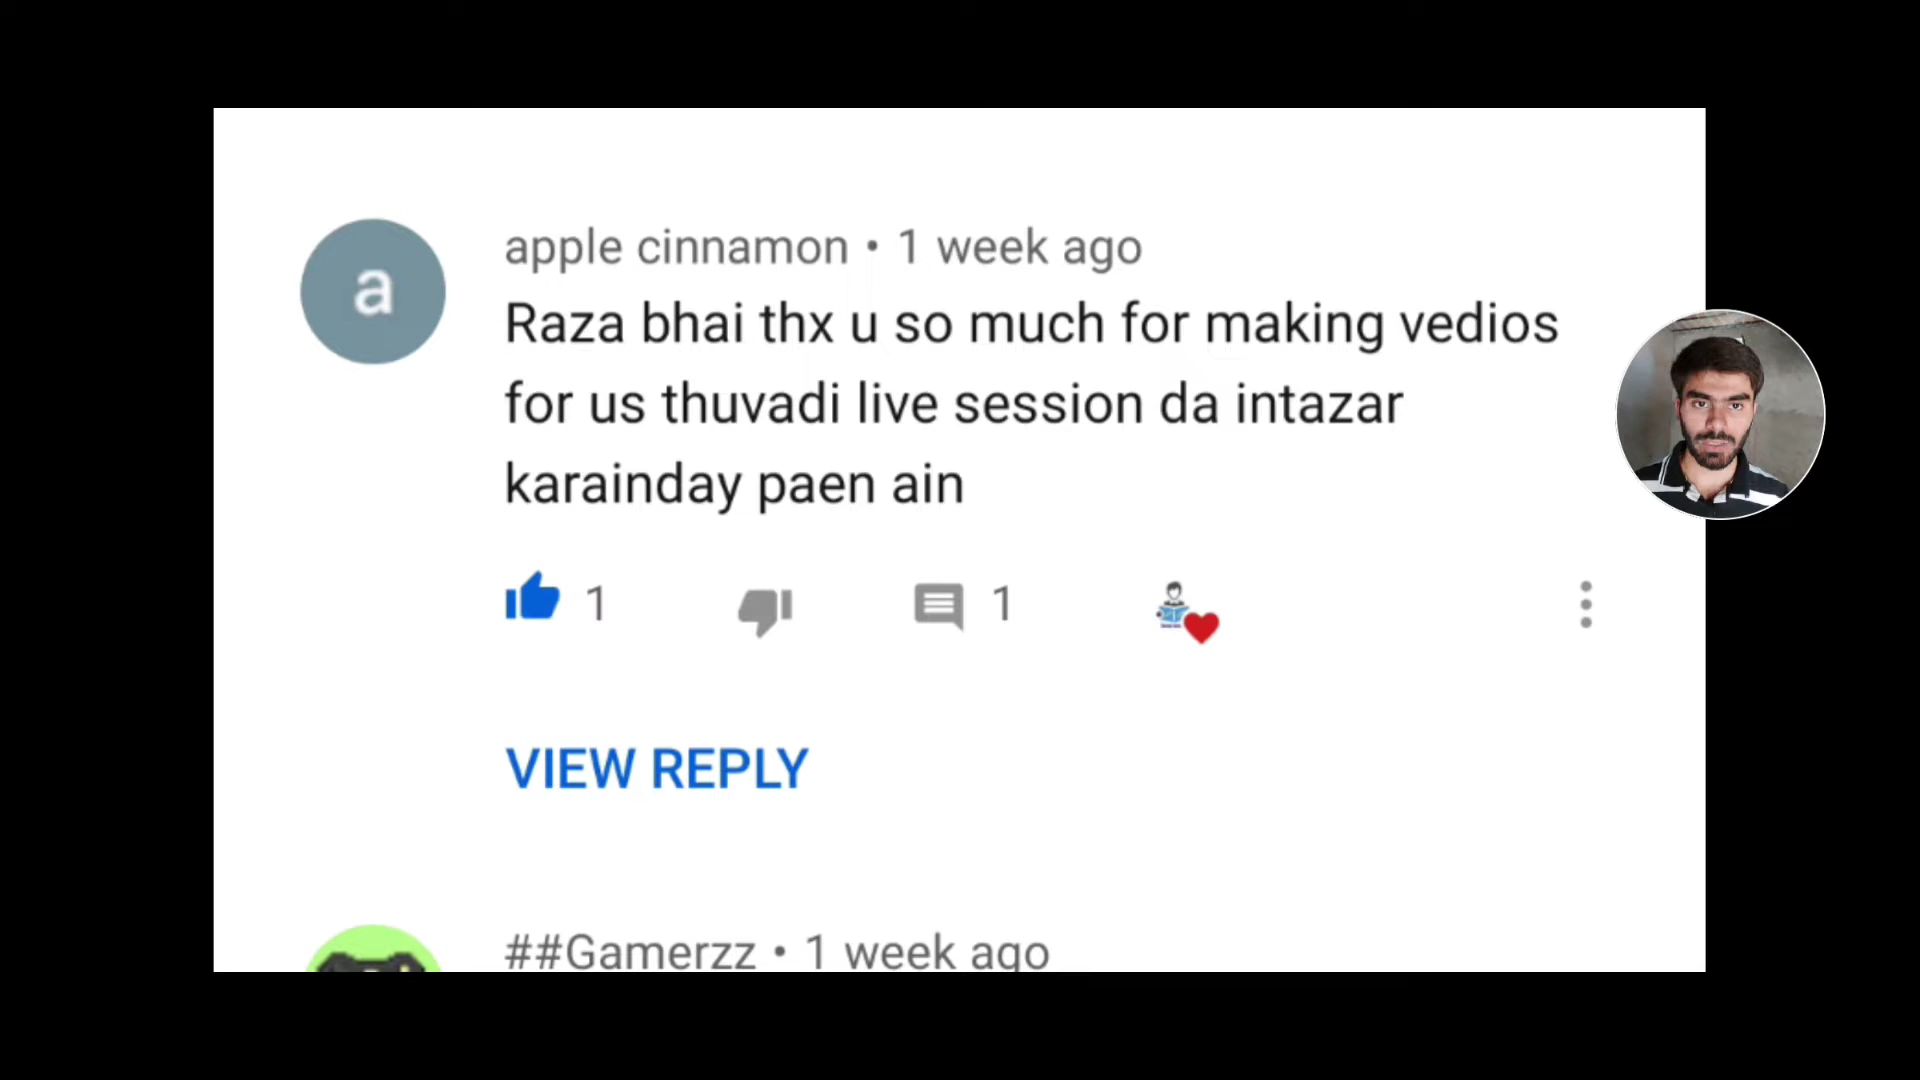 a
apple cinnamon • 1 week ago
Raza bhai thx u so much for making vedios
for us thuvadi live session da intazar
karainday paen ain
1
1
VIEW REPLY
##Gamerzz • 1 week ago